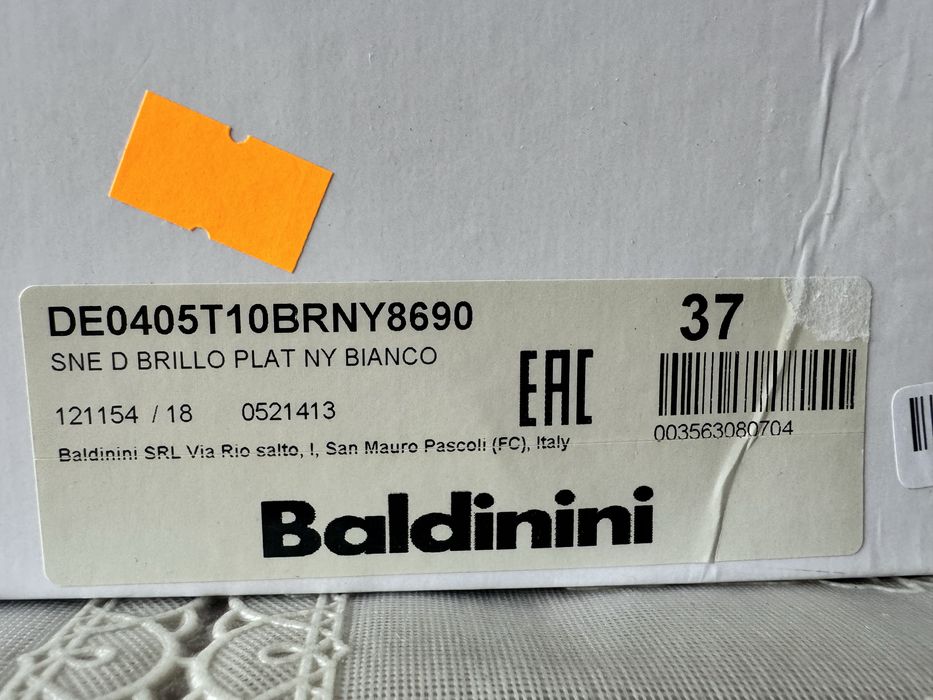 DE0405T10BRNY8690
37
SNE D BRILLO PLAT NY BIANCO
EAC
121154 / 18 0521413
003563080704
Baldinini SRL Via Rio salto, I, San Mauro Pascoli (FC), Italy
Baldinini